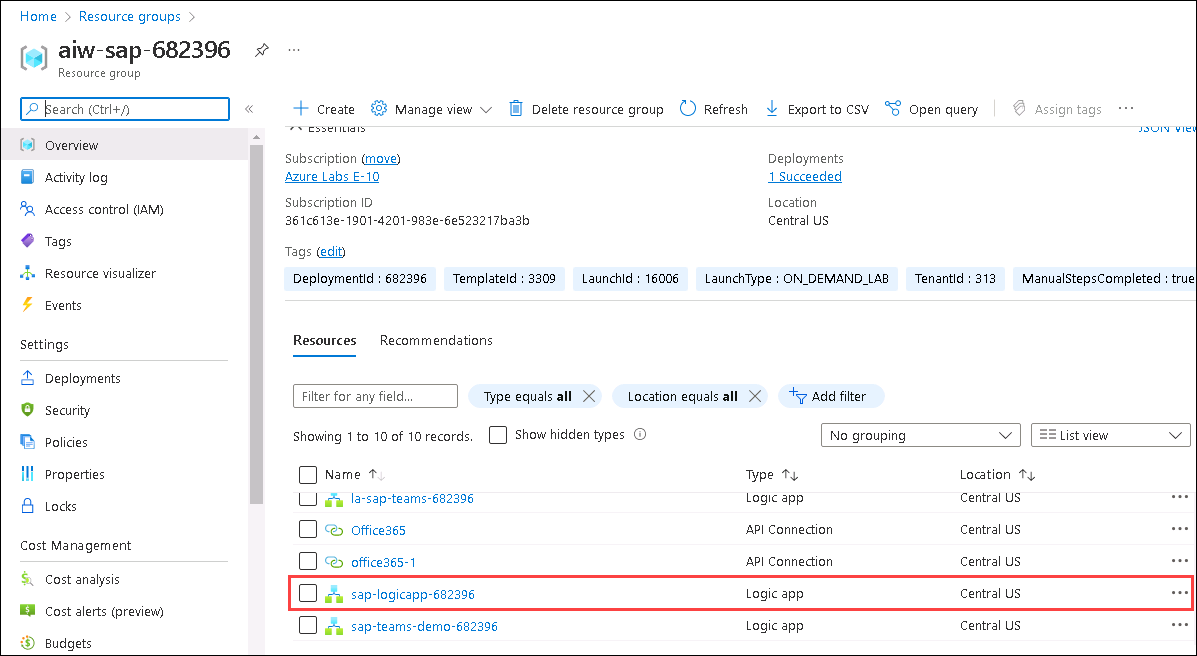 Home > Resource groups >
aiw-sap-682396
Resource group
Search (Ctrl+/)
Overview
Activity log
Access control (IAM)
Tags
Resource visualizer
Events
Settings
Deployments
Security
Policies
Properties
Locks
Cost Management
Cost analysis
Cost alerts (preview)
Budgets
Create Manage view Delete resource group Refresh Export to CSV Open query Assign tags
Essentials JSON View
Subscription (move)
Azure Labs E-10
Subscription ID
361c613e-1901-4201-983e-6e523217ba3b
Deployments
1 Succeeded
Location
Central US
Tags (edit)
DeploymentId : 682396 TemplateId : 3309 LaunchId : 16006 LaunchType : ON_DEMAND_LAB TenantId : 313 ManualStepsCompleted : true
Resources Recommendations
Filter for any field... Type equals all Location equals all Add filter
Showing 1 to 10 of 10 records. Show hidden types No grouping List view
Name Type Location
la-sap-teams-682396 Logic app Central US
Office365 API Connection Central US
office365-1 API Connection Central US
sap-logicapp-682396 Logic app Central US
sap-teams-demo-682396 Logic app Central US